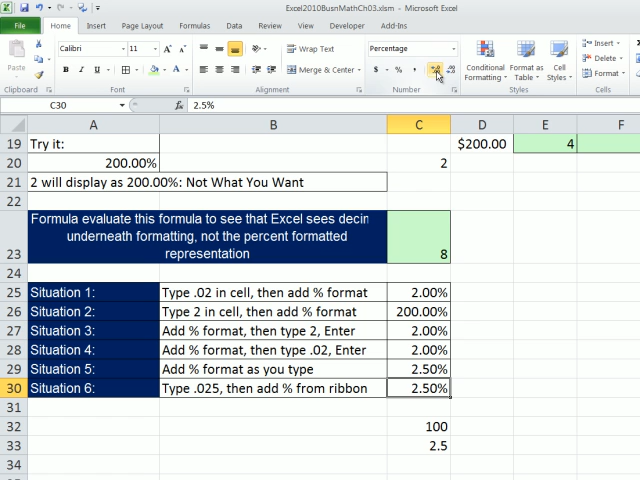 Excel2010BusnMathCh03.xlsm - Microsoft Excel
File Home Insert Page Layout Formulas Data Review View Developer Add-Ins
Calibri 11 A A Wrap Text Percentage Insert
Paste B I U A Merge & Center $ % , Conditional Formatting Format as Table Cell Styles Delete
Format
Clipboard Font Alignment Number Styles Cells
C30 fx 2.5%
A B C D E F
19 Try it: $200.00 4
20 200.00% 2
21 2 will display as 200.00%: Not What You Want
22
Formula evaluate this formula to see that Excel sees decin
underneath formatting, not the percent formatted
23 representation 8
24
25 Situation 1: Type .02 in cell, then add % format 2.00%
26 Situation 2: Type 2 in cell, then add % format 200.00%
27 Situation 3: Add % format, then type 2, Enter 2.00%
28 Situation 4: Add % format, then type .02, Enter 2.00%
29 Situation 5: Add % format as you type 2.50%
30 Situation 6: Type .025, then add % from ribbon 2.50%
31
32 100
33 2.5
34